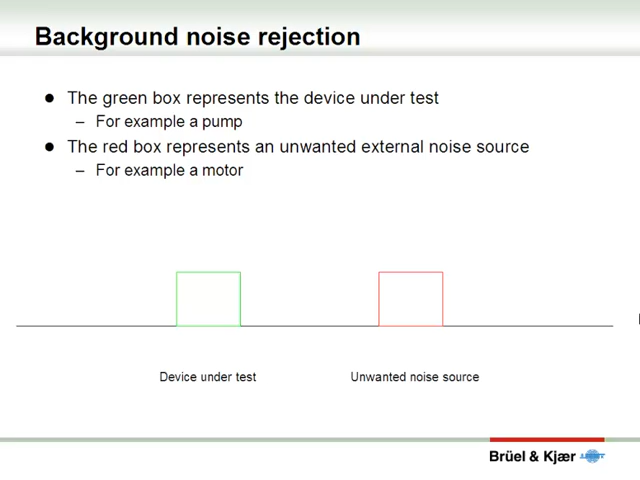 Background noise rejection
● The green box represents the device under test
– For example a pump
● The red box represents an unwanted external noise source
– For example a motor
Device under test
Unwanted noise source
Brüel & Kjær